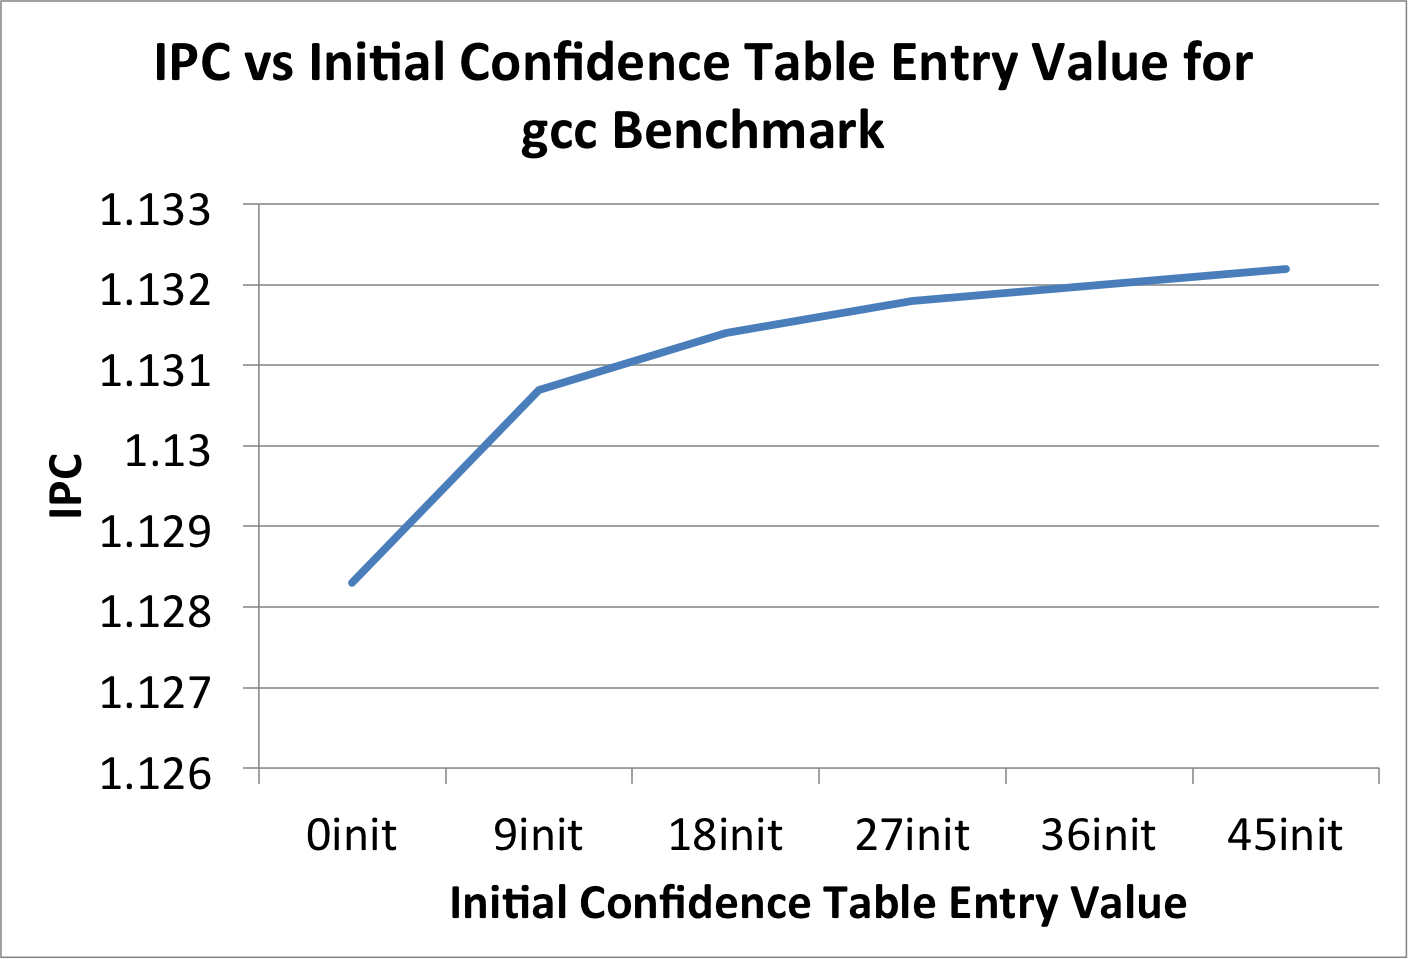 IPC vs Initial Confidence Table Entry Value for
gcc Benchmark
1.133
1.132
1.131
1.13
1.129
1.128
1.127
1.126
IPC
0init 9init 18init 27init 36init 45init
Initial Confidence Table Entry Value